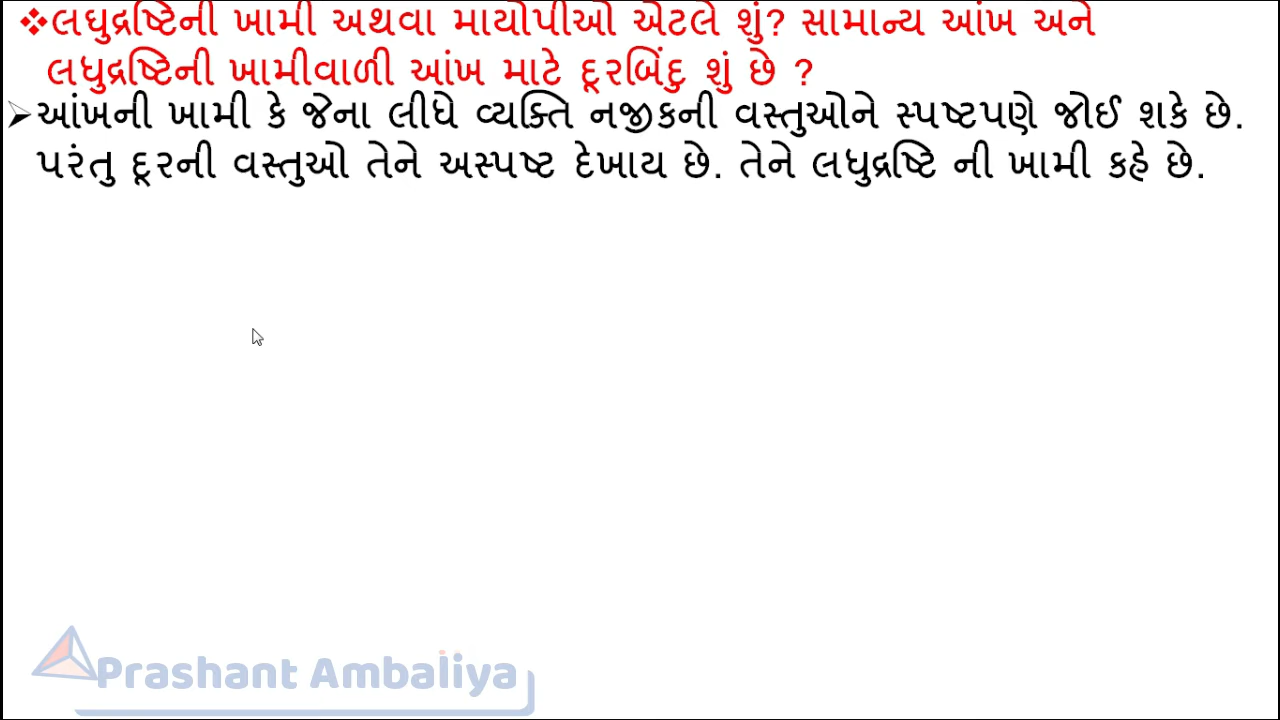 ❖લઘુદ્રષ્ટિની ખામી અથવા માયોપીઓ એટલે શું? સામાન્ય આંખ અને
લઘુદ્રષ્ટિની ખામીવાળી આંખ માટે દૂરબિંદુ શું છે ?
➢આંખની ખામી કે જેના લીધે વ્યક્તિ નજીકની વસ્તુઓને સ્પષ્ટપણે જોઈ શકે છે.
પરંતુ દૂરની વસ્તુઓ તેને અસ્પષ્ટ દેખાય છે. તેને લઘુદ્રષ્ટિ ની ખામી કહે છે.
Prashant Ambaliya